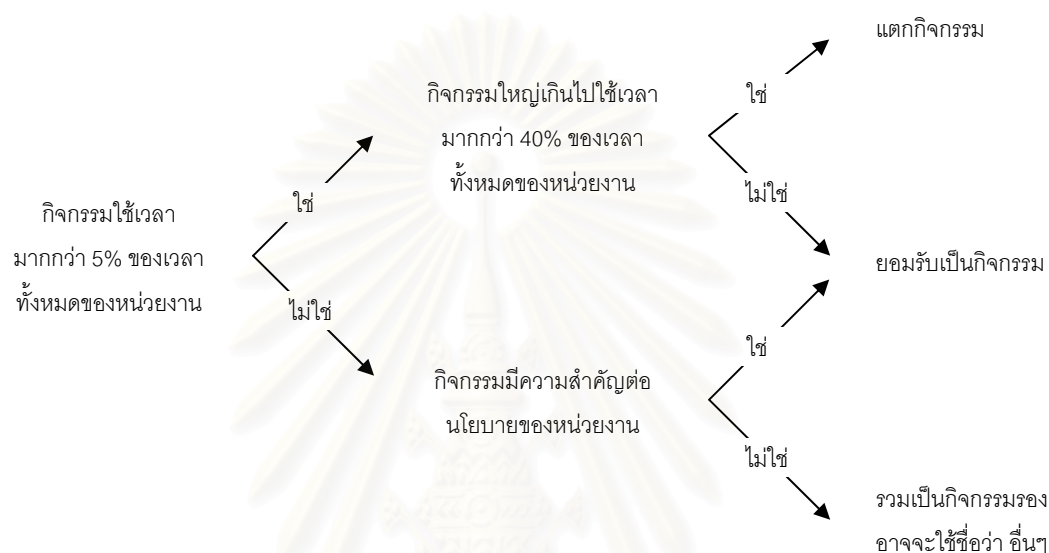 แตกกิจกรรม
กิจกรรมใหญ่เกินไปใช้เวลา
มากกว่า 40% ของเวลา
ทั้งหมดของหน่วยงาน
ใช่
ไม่ใช่
กิจกรรมใช้เวลา
มากกว่า 5% ของเวลา
ทั้งหมดของหน่วยงาน
ใช่
ไม่ใช่
ยอมรับเป็นกิจกรรม
กิจกรรมมีความสำคัญต่อ
นโยบายของหน่วยงาน
ใช่
ไม่ใช่
รวมเป็นกิจกรรมรอง
อาจจะใช้ชื่อว่า อื่นๆ